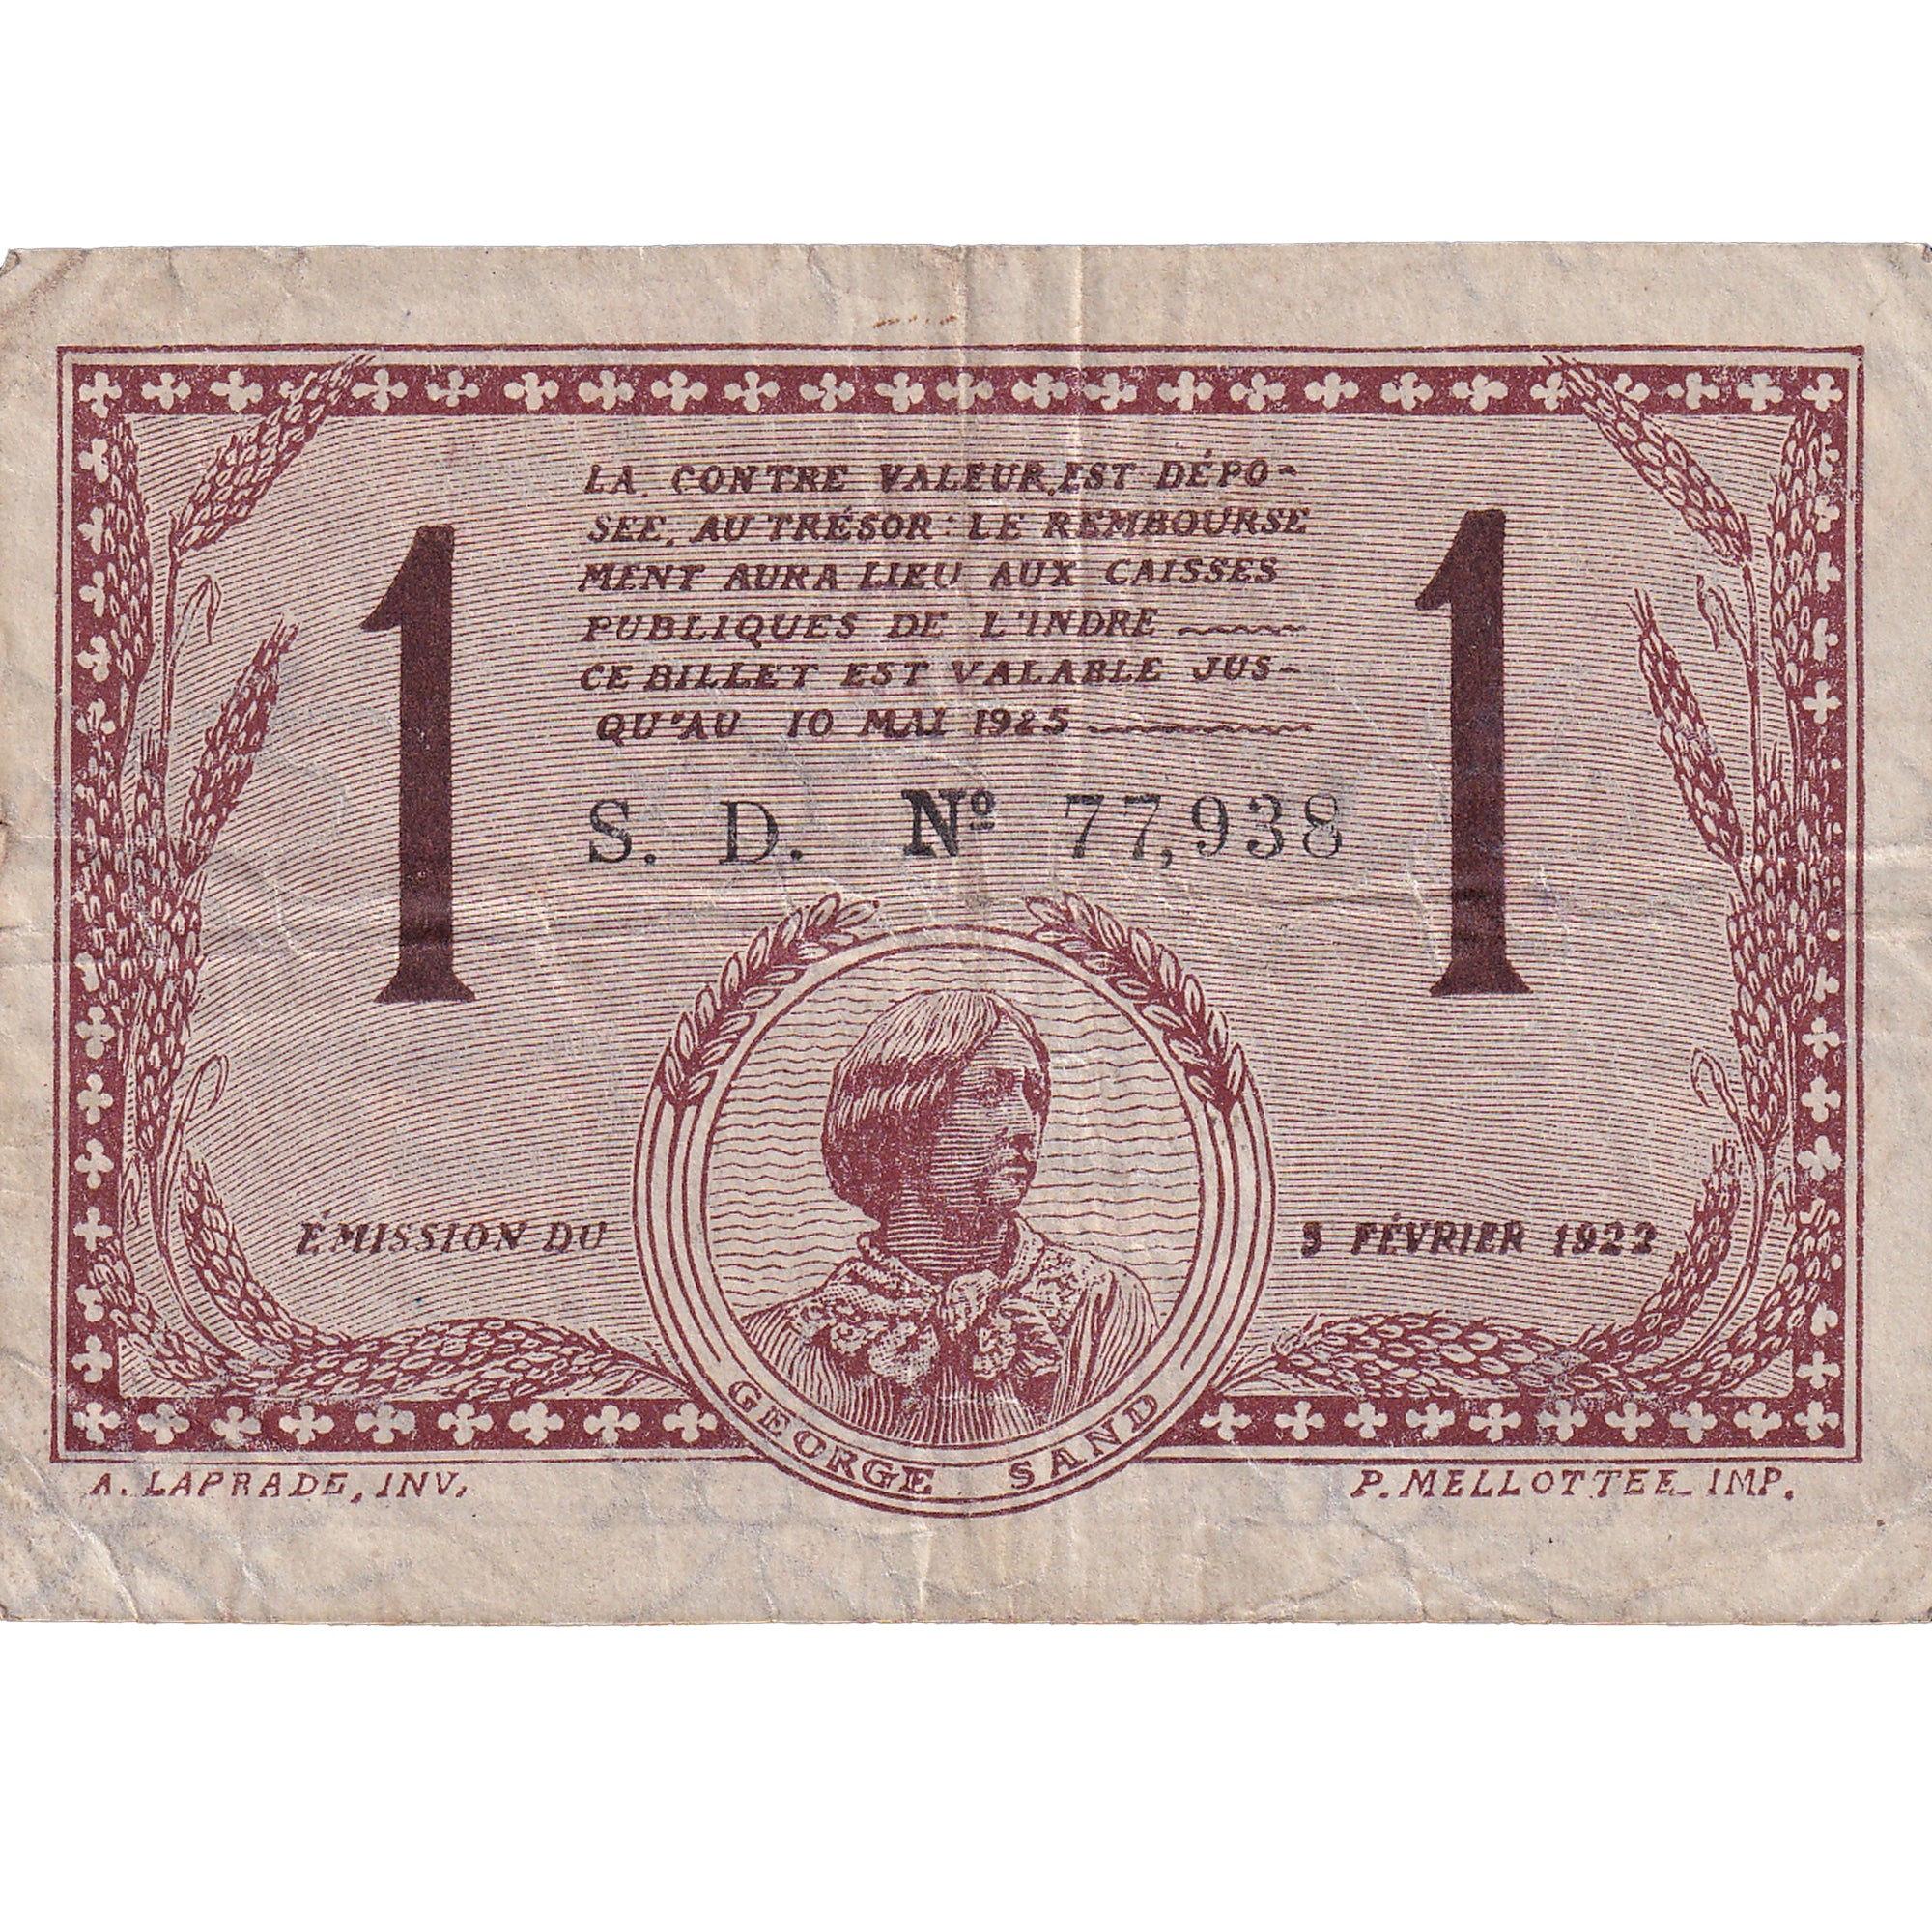 LA CONTRE VALEUR EST DÉPO-
SEE, AU TRÉSOR : LE REMBOURSE
MENT AURA LIEU AUX CAISSES
PUBLIQUES DE L'INDRE
CE BILLET EST VALABLE JUS-
QU'AU 10 MAI 1925
1 1
S. D. Nº 77,938
ÉMISSION DU FÉVRIER 1922
GEORGE SAND
A. LAPRADE, INV.
P. MELLOTTEE_ IMP.